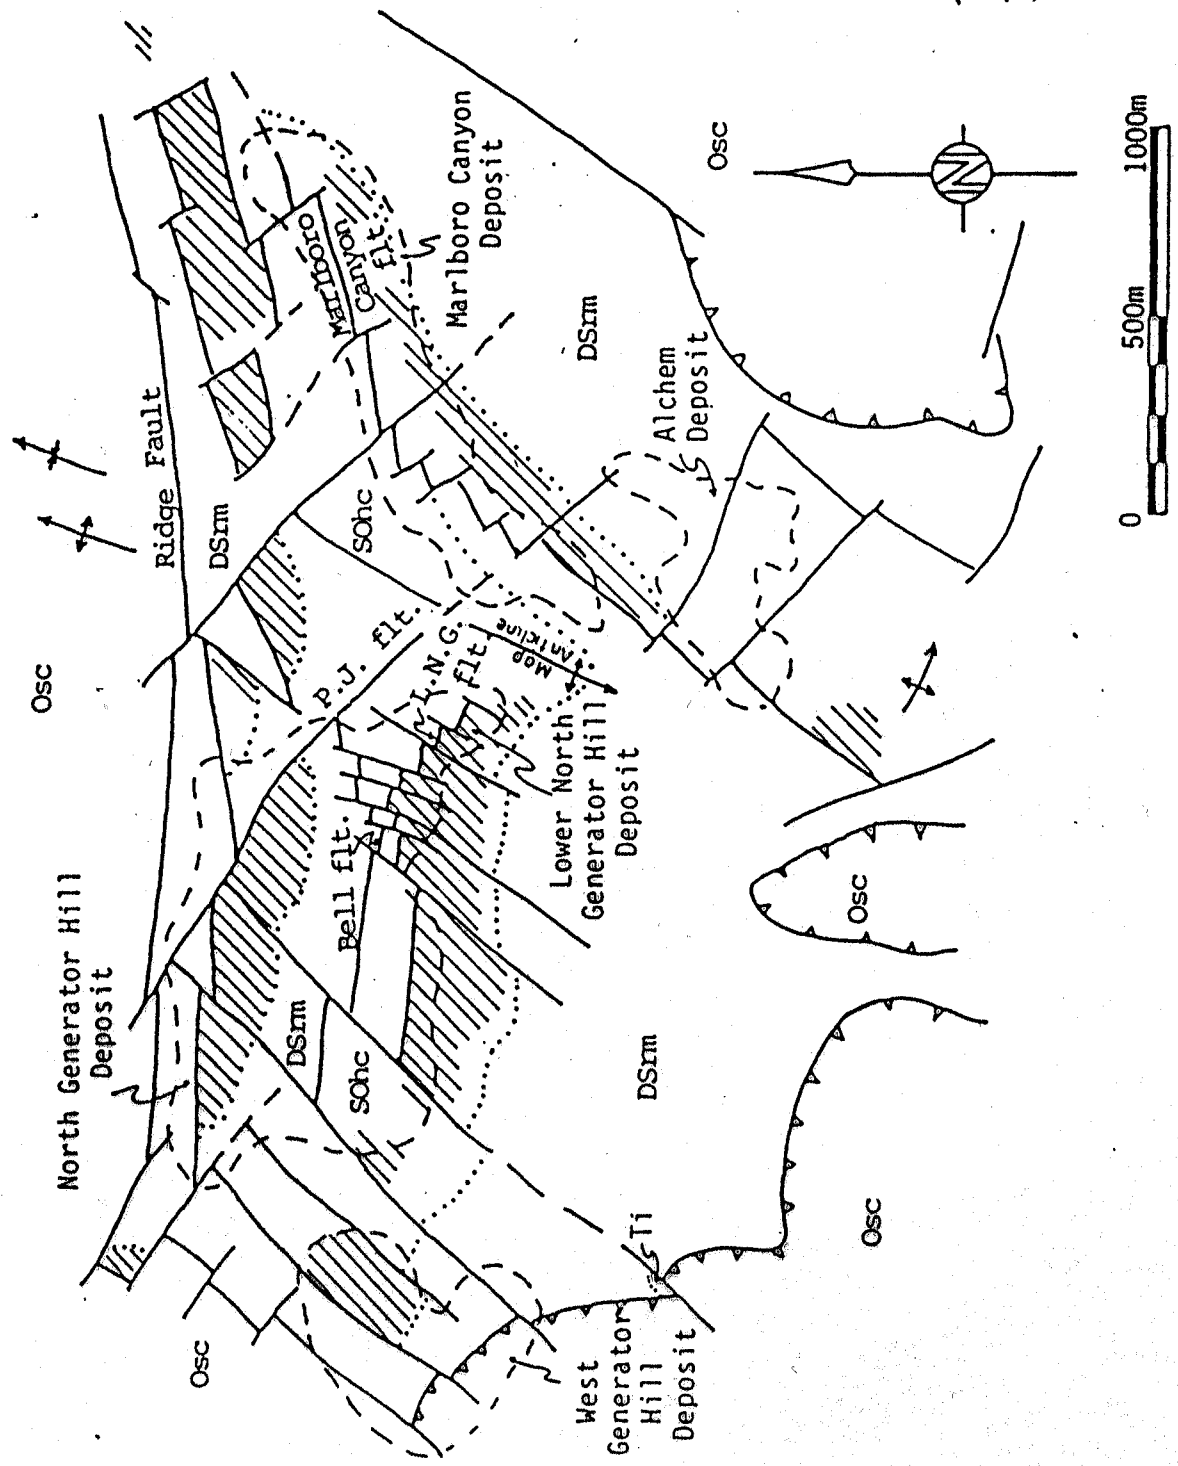 North Generator Hill
Deposit
Osc
Ridge Fault
DSrm
SOhc
P.J. flt.
L.N.G.
flt.
Map
Anticline
Bell flt.
DSrm
SOhc
Osc
Marlboro
Canyon
flt.
Marlboro Canyon
Deposit
Osc
DSrm
Alchem
Deposit
Lower North
Generator Hill
Deposit
DSrm
Osc
Osc
Ti
West
Generator
Hill
Deposit
N
0
500m
1000m